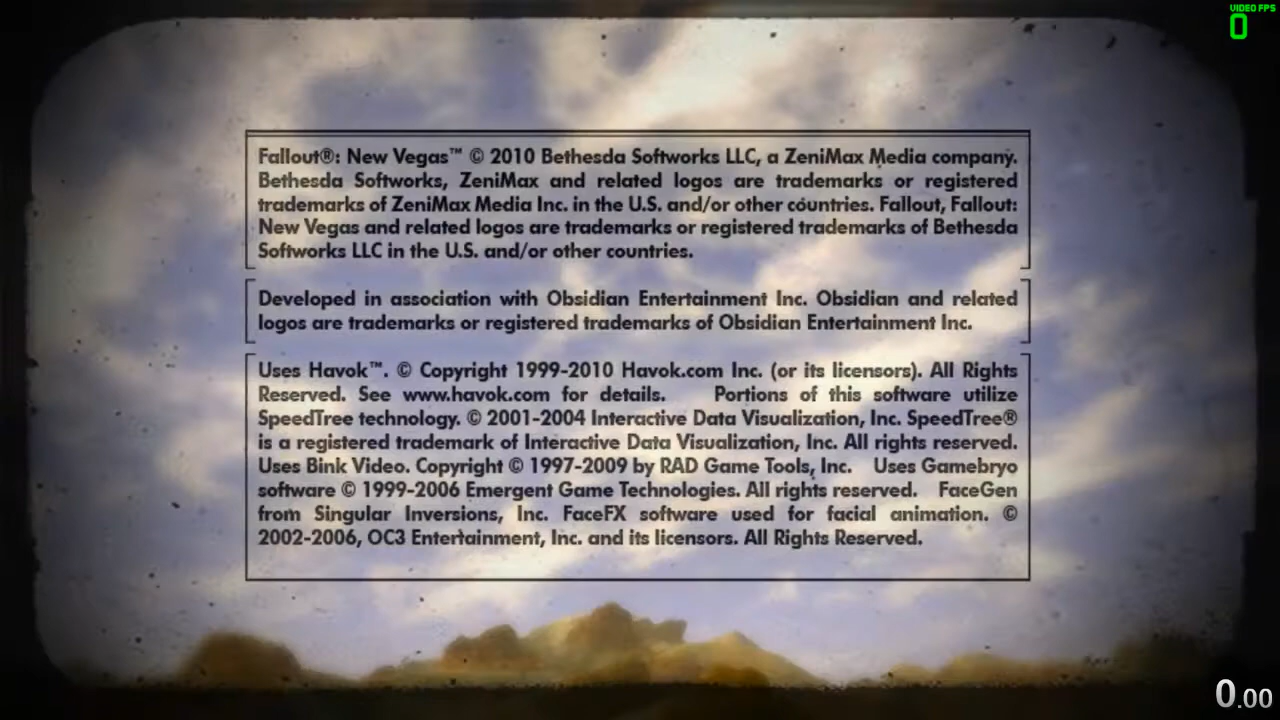 VIDEO FPS
0
Fallout®: New Vegas™ © 2010 Bethesda Softworks LLC, a ZeniMax Media company.
Bethesda Softworks, ZeniMax and related logos are trademarks or registered
trademarks of ZeniMax Media Inc. in the U.S. and/or other countries. Fallout, Fallout:
New Vegas and related logos are trademarks or registered trademarks of Bethesda
Softworks LLC in the U.S. and/or other countries.
Developed in association with Obsidian Entertainment Inc. Obsidian and related
logos are trademarks or registered trademarks of Obsidian Entertainment Inc.
Uses Havok™. © Copyright 1999-2010 Havok.com Inc. (or its licensors). All Rights
Reserved. See www.havok.com for details. Portions of this software utilize
SpeedTree technology. © 2001-2004 Interactive Data Visualization, Inc. SpeedTree®
is a registered trademark of Interactive Data Visualization, Inc. All rights reserved.
Uses Bink Video. Copyright © 1997-2009 by RAD Game Tools, Inc. Uses Gamebryo
software © 1999-2006 Emergent Game Technologies. All rights reserved. FaceGen
from Singular Inversions, Inc. FaceFX software used for facial animation. ©
2002-2006, OC3 Entertainment, Inc. and its licensors. All Rights Reserved.
0.00